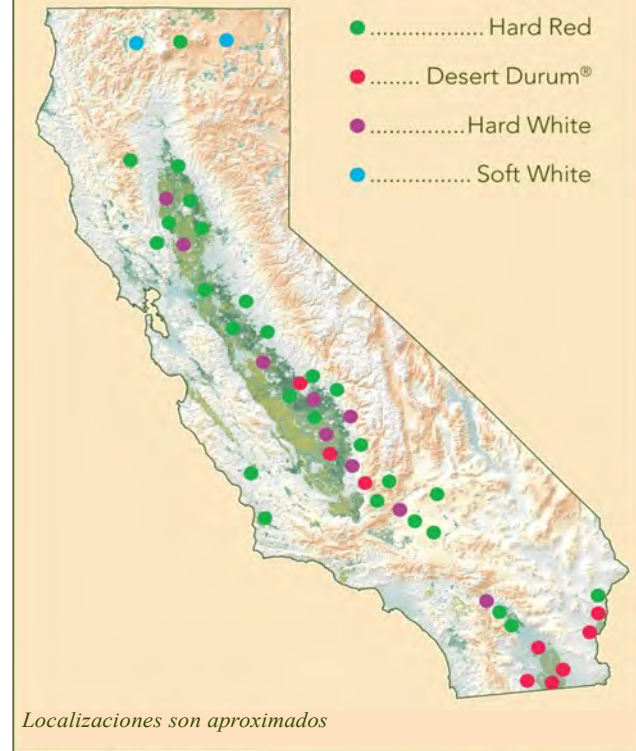 .................. Hard Red
........ Desert Durum®
............... Hard White
................ Soft White
Localizaciones son aproximados